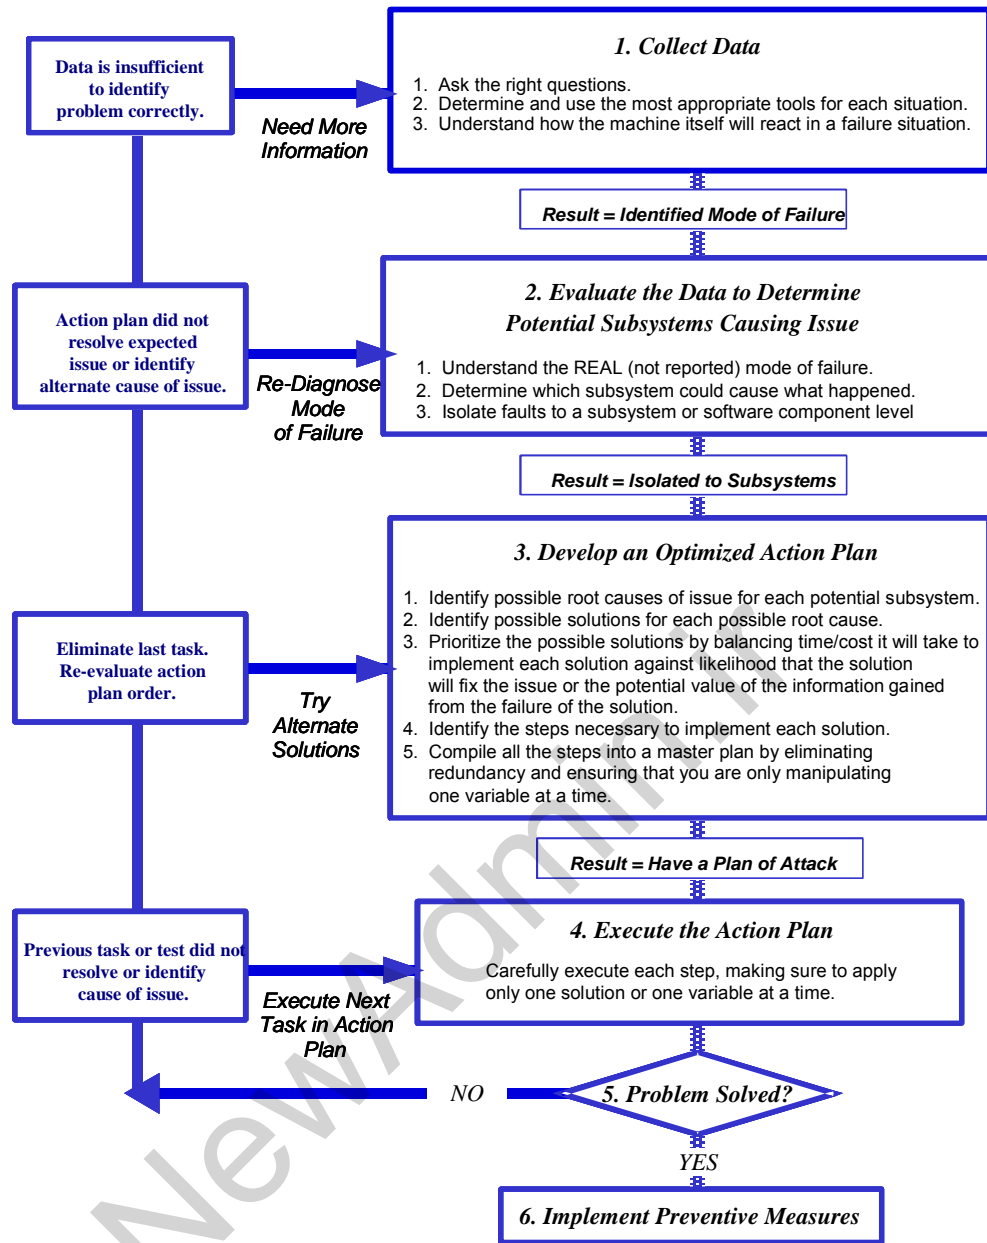 Data is insufficient
to identify
problem correctly.
Need More
Information
1. Collect Data
1. Ask the right questions.
2. Determine and use the most appropriate tools for each situation.
3. Understand how the machine itself will react in a failure situation.
Result = Identified Mode of Failure
Action plan did not
resolve expected
issue or identify
alternate cause of issue.
Re-Diagnose
Mode
of Failure
2. Evaluate the Data to Determine
Potential Subsystems Causing Issue
1. Understand the REAL (not reported) mode of failure.
2. Determine which subsystem could cause what happened.
3. Isolate faults to a subsystem or software component level
Result = Isolated to Subsystems
Eliminate last task.
Re-evaluate action
plan order.
Try
Alternate
Solutions
3. Develop an Optimized Action Plan
1. Identify possible root causes of issue for each potential subsystem.
2. Identify possible solutions for each possible root cause.
3. Prioritize the possible solutions by balancing time/cost it will take to
implement each solution against likelihood that the solution
will fix the issue or the potential value of the information gained
from the failure of the solution.
4. Identify the steps necessary to implement each solution.
5. Compile all the steps into a master plan by eliminating
redundancy and ensuring that you are only manipulating
one variable at a time.
Result = Have a Plan of Attack
Previous task or test did not
resolve or identify
cause of issue.
Execute Next
Task in Action
Plan
4. Execute the Action Plan
Carefully execute each step, making sure to apply
only one solution or one variable at a time.
NO
5. Problem Solved?
YES
6. Implement Preventive Measures
NewAdmin.ir